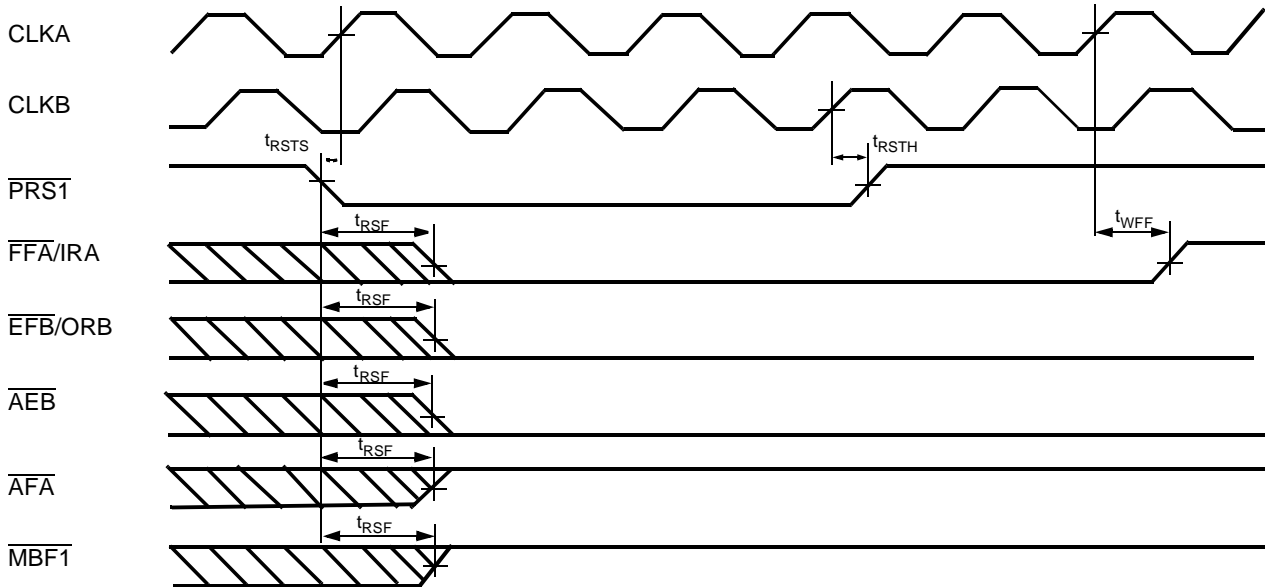 CLKA
CLKB
tRSTS
tRSTH
PRS1
tRSF
tWFF
FFA/IRA
tRSF
EFB/ORB
tRSF
AEB
tRSF
AFA
tRSF
MBF1